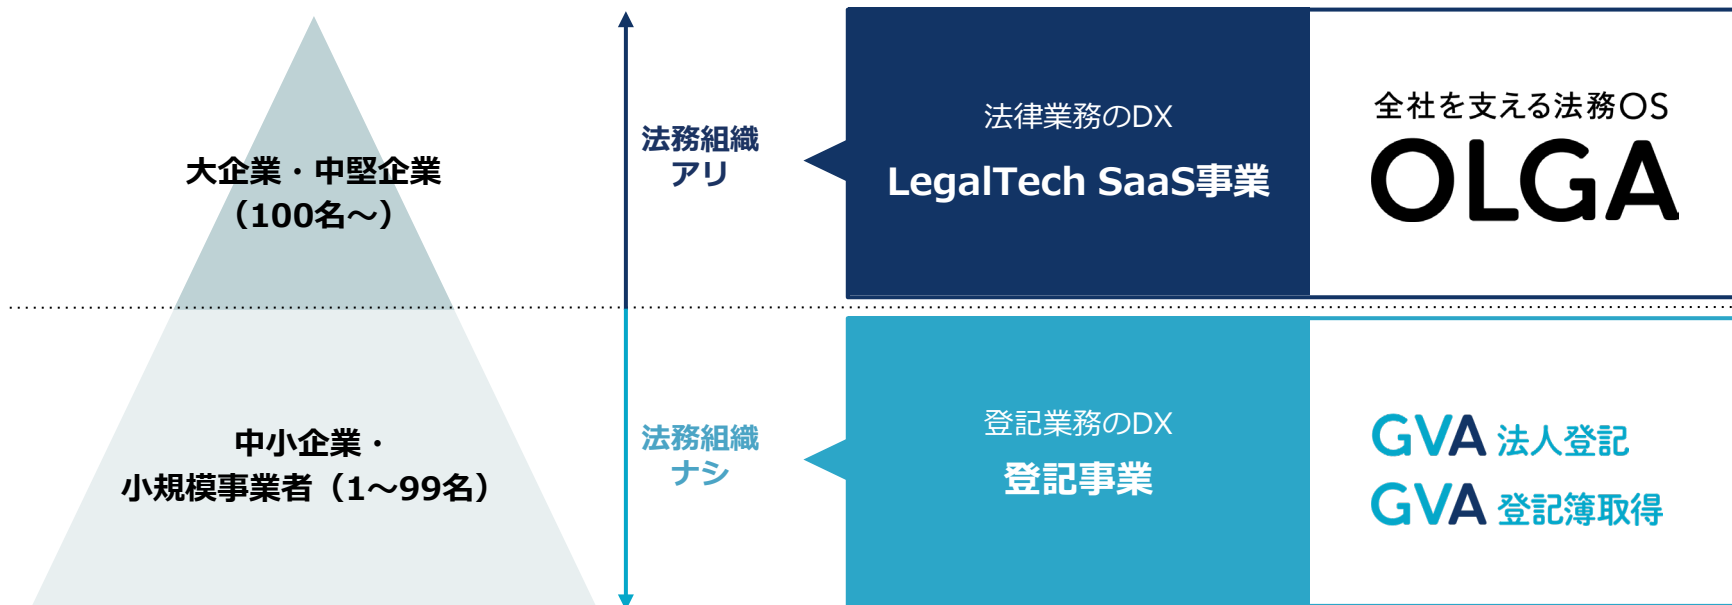 大企業・中堅企業
（100名～）
法務組織
アリ
法律業務のDX
LegalTech SaaS事業
全社を支える法務OS
OLGA
中小企業・
小規模事業者（1～99名）
法務組織
ナシ
登記業務のDX
登記事業
GVA 法人登記
GVA 登記簿取得